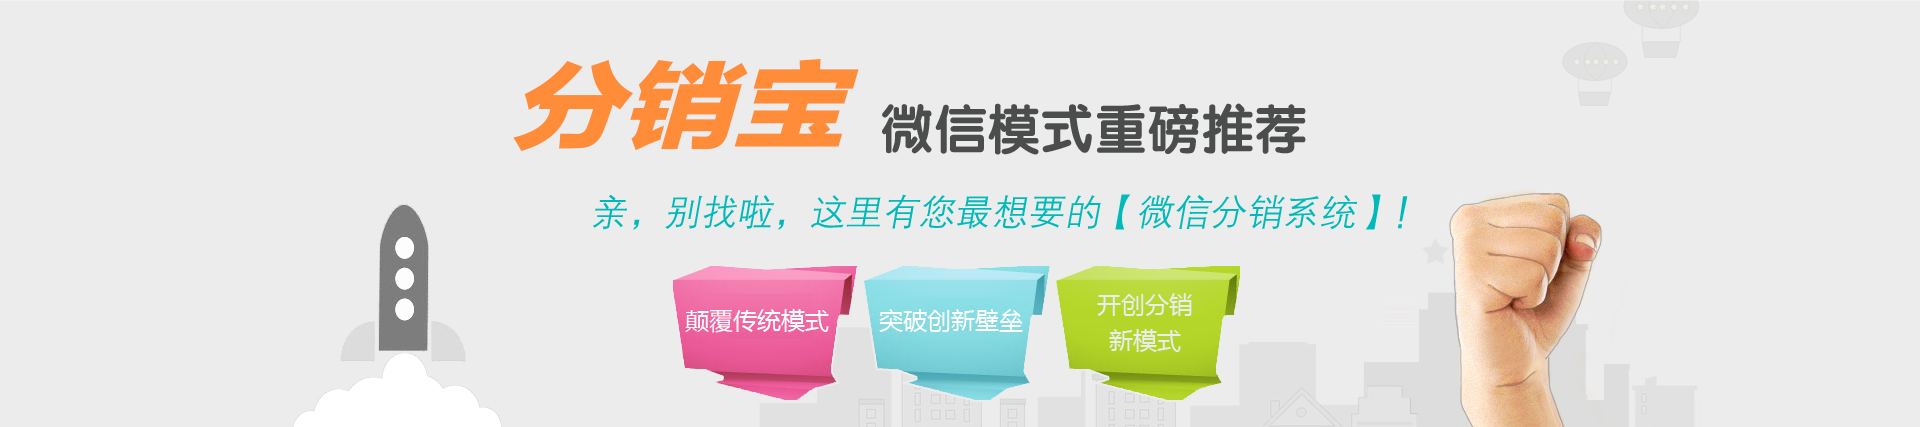 分销宝 微信模式重磅推荐
亲，别找啦，这里有您最想要的【微信分销系统】！
颠覆传统模式
突破创新壁垒
开创分销
新模式